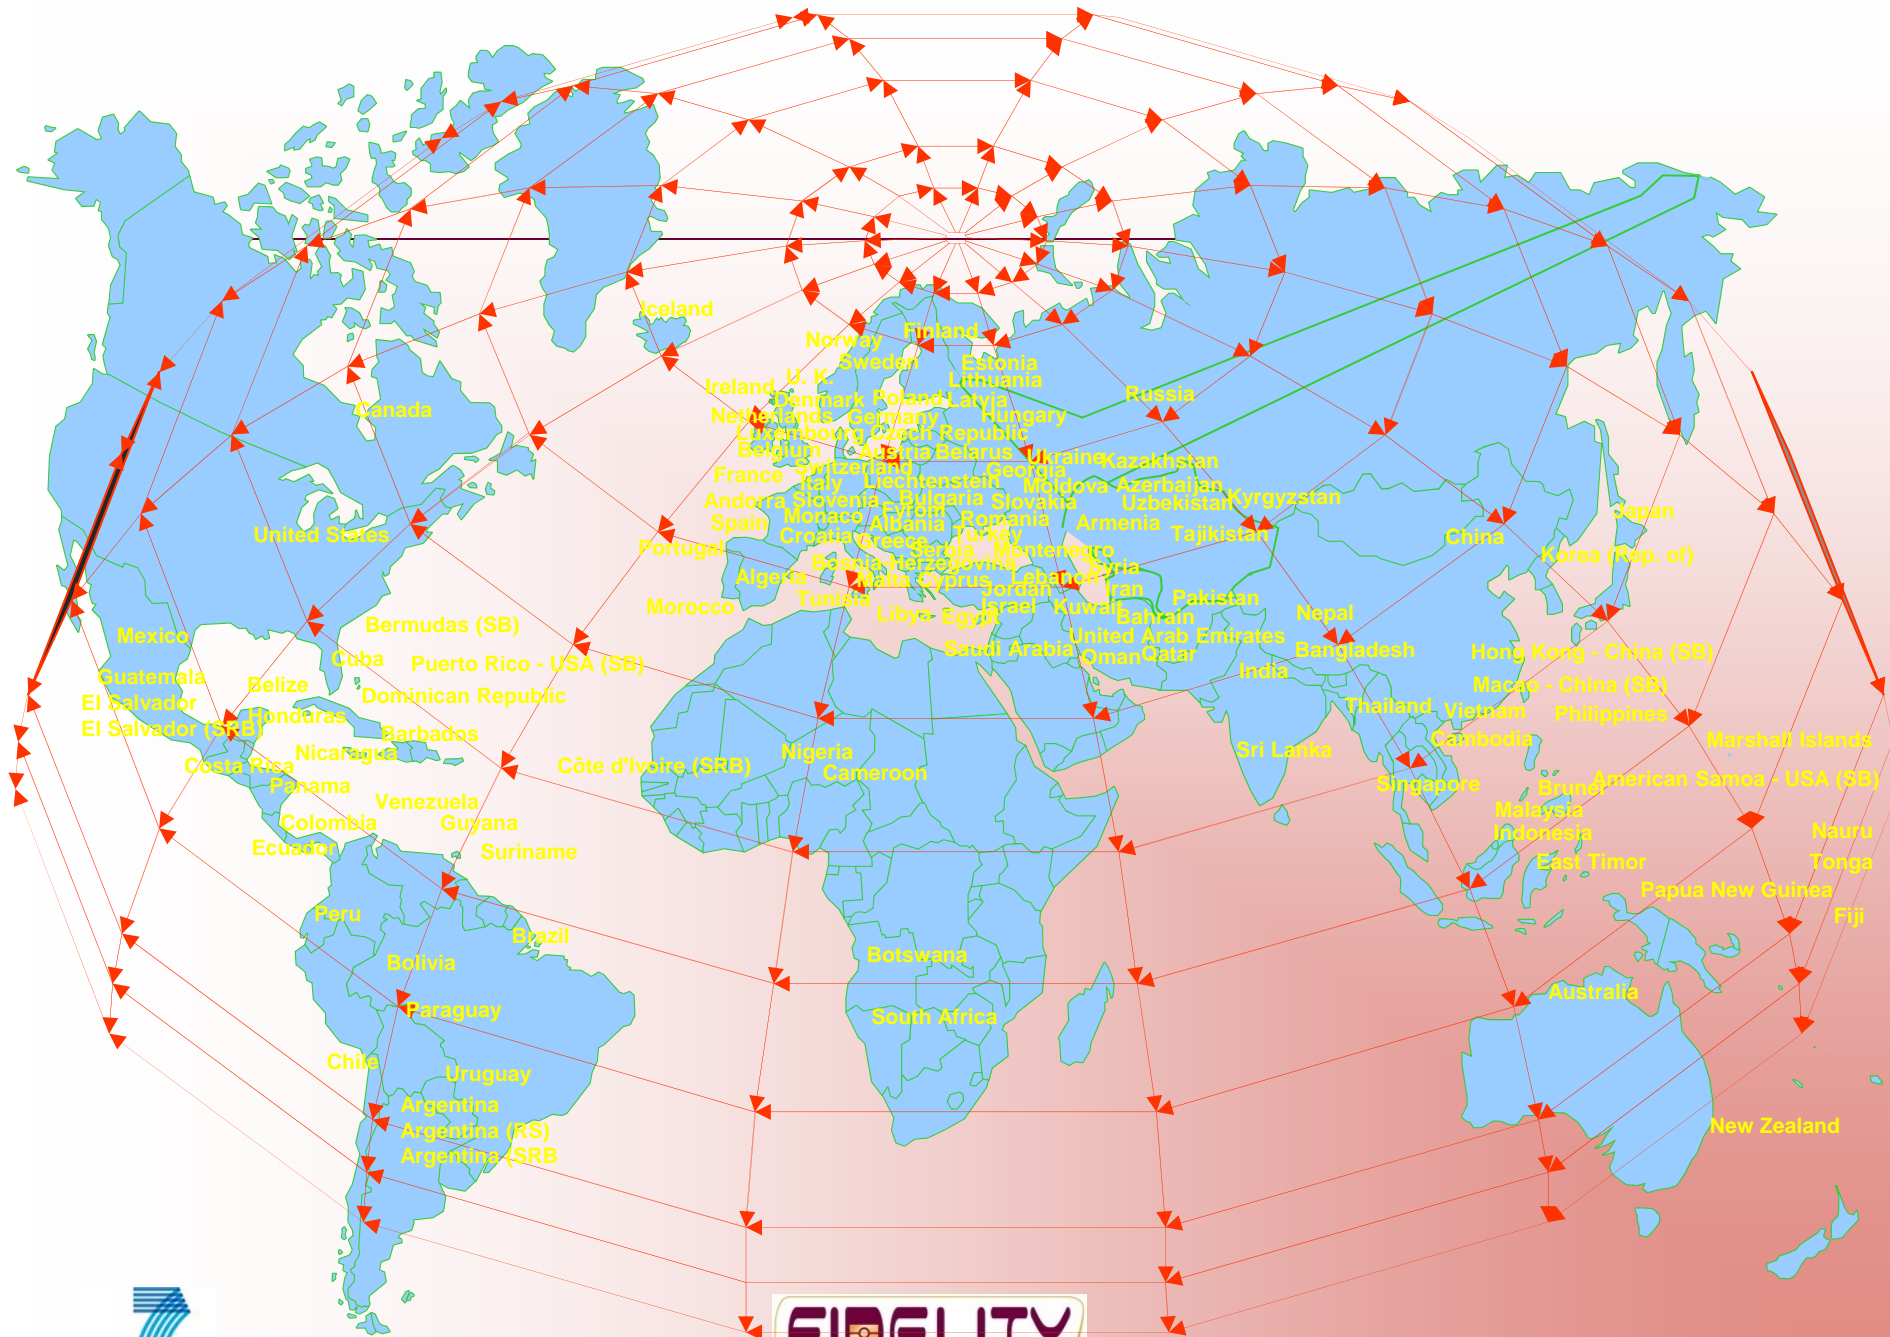 Iceland
Finland
Norway
Sweden
Estonia
Lithuania
U. K.
Ireland
Denmark
Poland
Latvja
Russia
Canada
Netherlands
Germany
Hungary
Luxembourg
Czech Republic
Belgium
Austria
Belarus
Ukraine
Kazakhstan
Switzerland
Georgia
France
Italy
Liechtenstein
Moldova
Azerbaijan
Andorra
Slovenia
Bulgaria
Slovakia
Uzbekistan
Kyrgyzstan
Fyrom
Japan
Spain
Monaco
Albania
Romania
Armenia
United States
Croatia
Greece
Turkey
Tajikistan
China
Portugal
Serbia
Montenegro
Korea (Rep. of)
Bosnia-Herzegovina
Syria
Algeria
Malta
Cyprus
Lebanon
Jordan
Iran
Morocco
Tunisia
Israel
Kuwait
Pakistan
Libya
Egypt
Bahrain
Nepal
Bermudas (SB)
Mexico
United Arab Emirates
Saudi Arabia
Oman
Qatar
Bangladesh
Hong Kong - China (SB)
Cuba
Puerto Rico - USA (SB)
India
Guatemala
Belize
Macao - China (SB)
El Salvador
Dominican Republic
Thailand
Vietnam
Philippines
Honduras
El Salvador (SRB)
Barbados
Cambodia
Marshall Islands
Nicaragua
Nigeria
Sri Lanka
Costa Rica
Côte d'Ivoire (SRB)
Cameroon
American Samoa - USA (SB)
Panama
Singapore
Brunei
Venezuela
Malaysia
Colombia
Guyana
Indonesia
Nauru
Ecuador
Suriname
East Timor
Tonga
Papua New Guinea
Peru
Fiji
Brazil
Bolivia
Botswana
Australia
Paraguay
South Africa
Chile
Uruguay
Argentina
Argentina (RS)
New Zealand
Argentina (SRB
FIDELITY